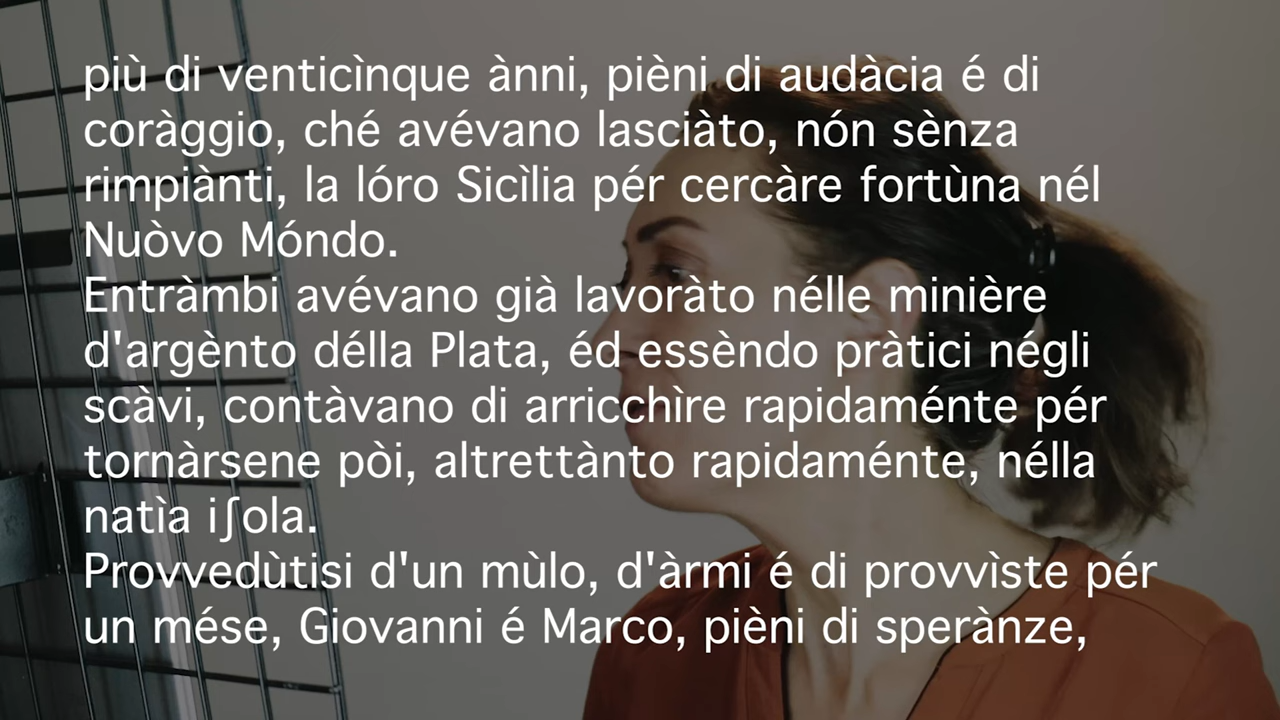 più di venticìnque ànni, pièni di audàcia é di
coràggio, ché avévano lasciàto, nón sènza
rimpiànti, la lóro Sicìlia pér cercàre fortùna nél
Nuòvo Móndo.
Entràmbi avévano già lavoràto nélle minière
d'argènto délla Plata, éd essèndo pràtici négli
scàvi, contàvano di arricchìre rapidaménte pér
tornàrsene pòi, altrettànto rapidaménte, nélla
natìa iʃola.
Provvedùtisi d'un mùlo, d'àrmi é di provvìste pér
un mése, Giovanni é Marco, pièni di sperànze,